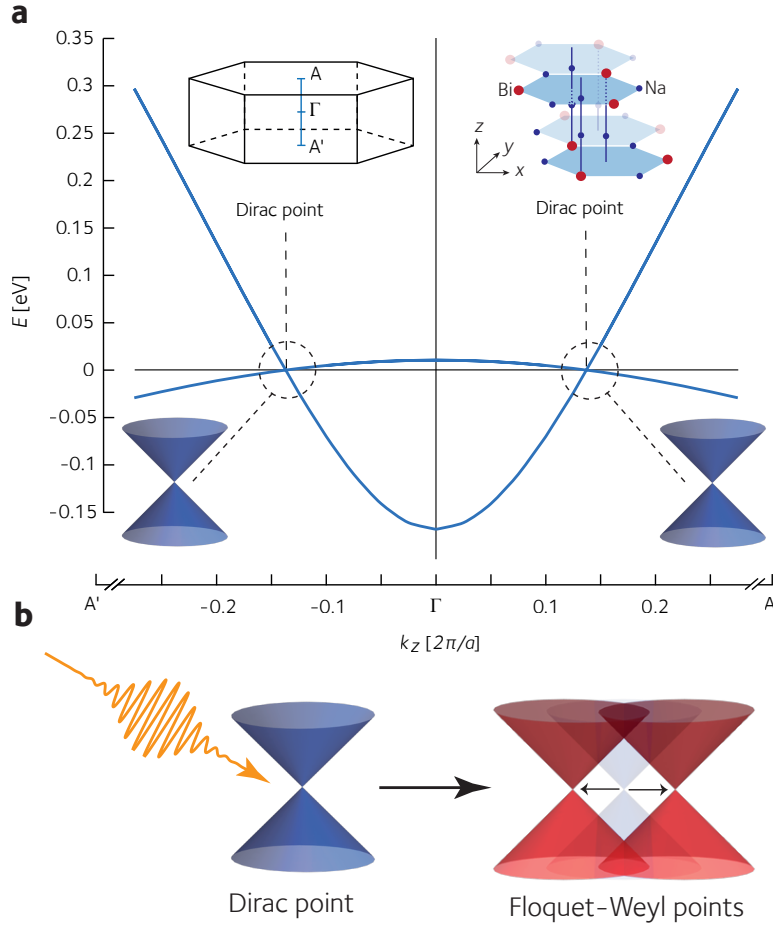 a
0.35
0.3
0.25
0.2
0.15
0.1
0.05
0
-0.05
-0.1
-0.15
E [eV]
A
Γ
A'
Bi
Na
z
y
x
Dirac point
Dirac point
A'
-0.2
-0.1
Γ
0.1
0.2
A
k_z [2π/a]
b
Dirac point
Floquet-Weyl points